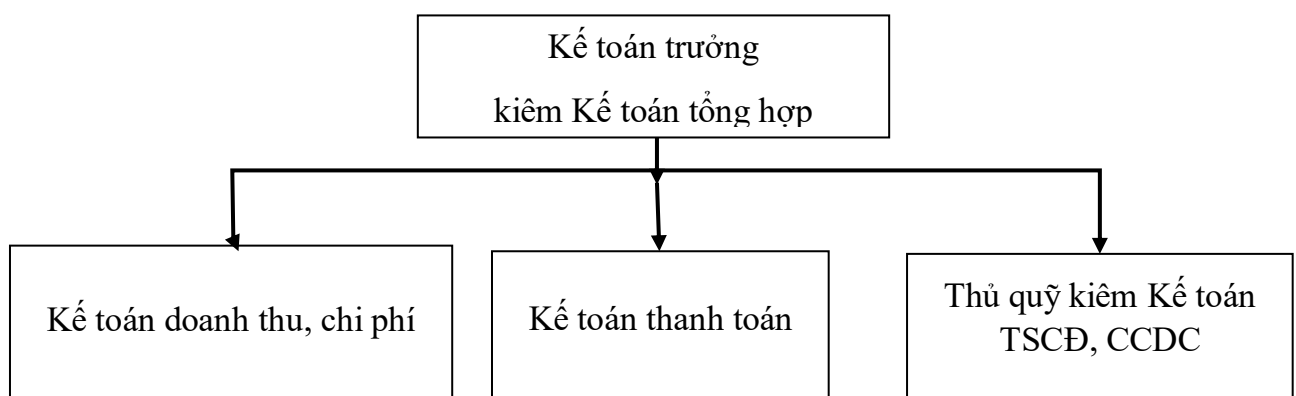 Kế toán trưởng
kiêm Kế toán tổng hợp
Kế toán doanh thu, chi phí
Kế toán thanh toán
Thủ quỹ kiêm Kế toán
TSCĐ, CCDC